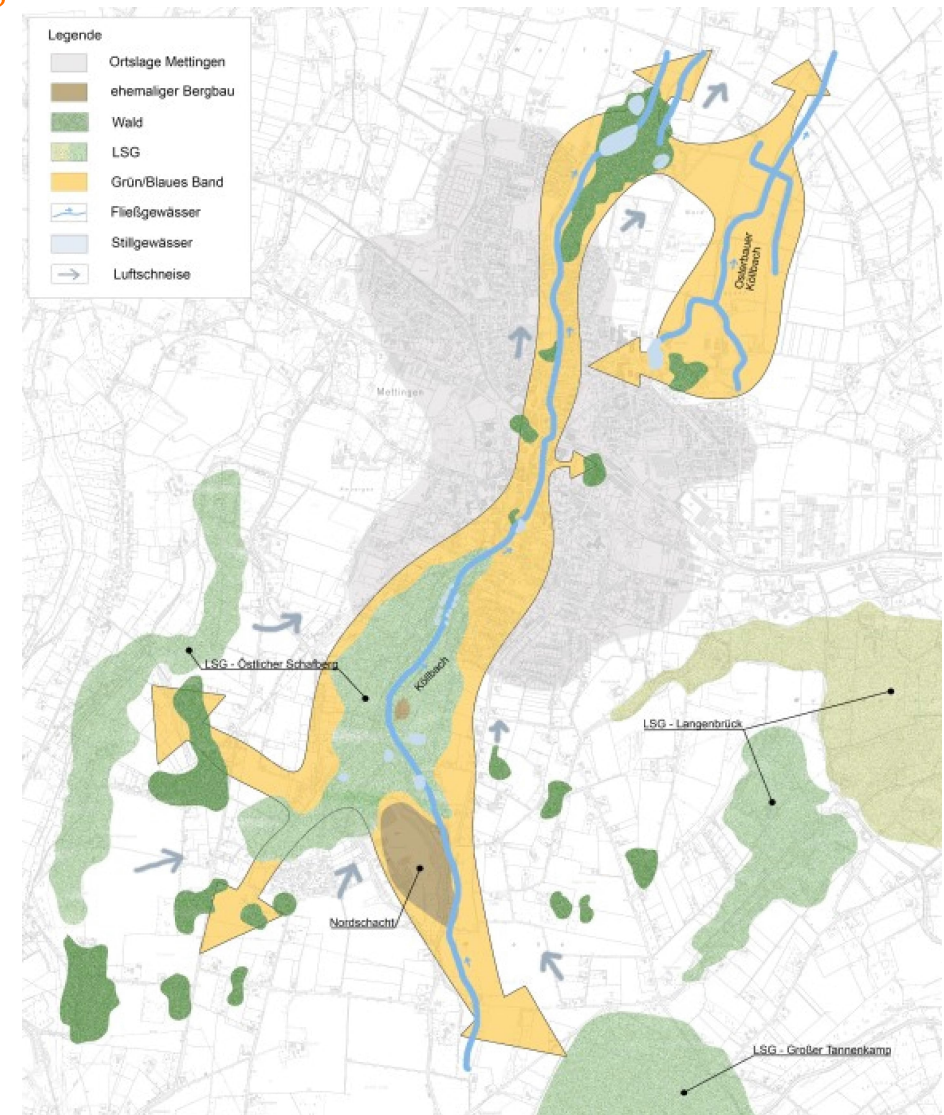 Legende
Ortslage Mettingen
ehemaliger Bergbau
Wald
LSG
Grün/Blaues Band
Fließgewässer
Stillgewässer
Luftschneise
Osterbauer
Köllbach
Mettingen
LSG - Östlicher Schafberg
Köllbach
LSG - Langenbrück
Nordschacht
LSG - Großer Tannenkamp